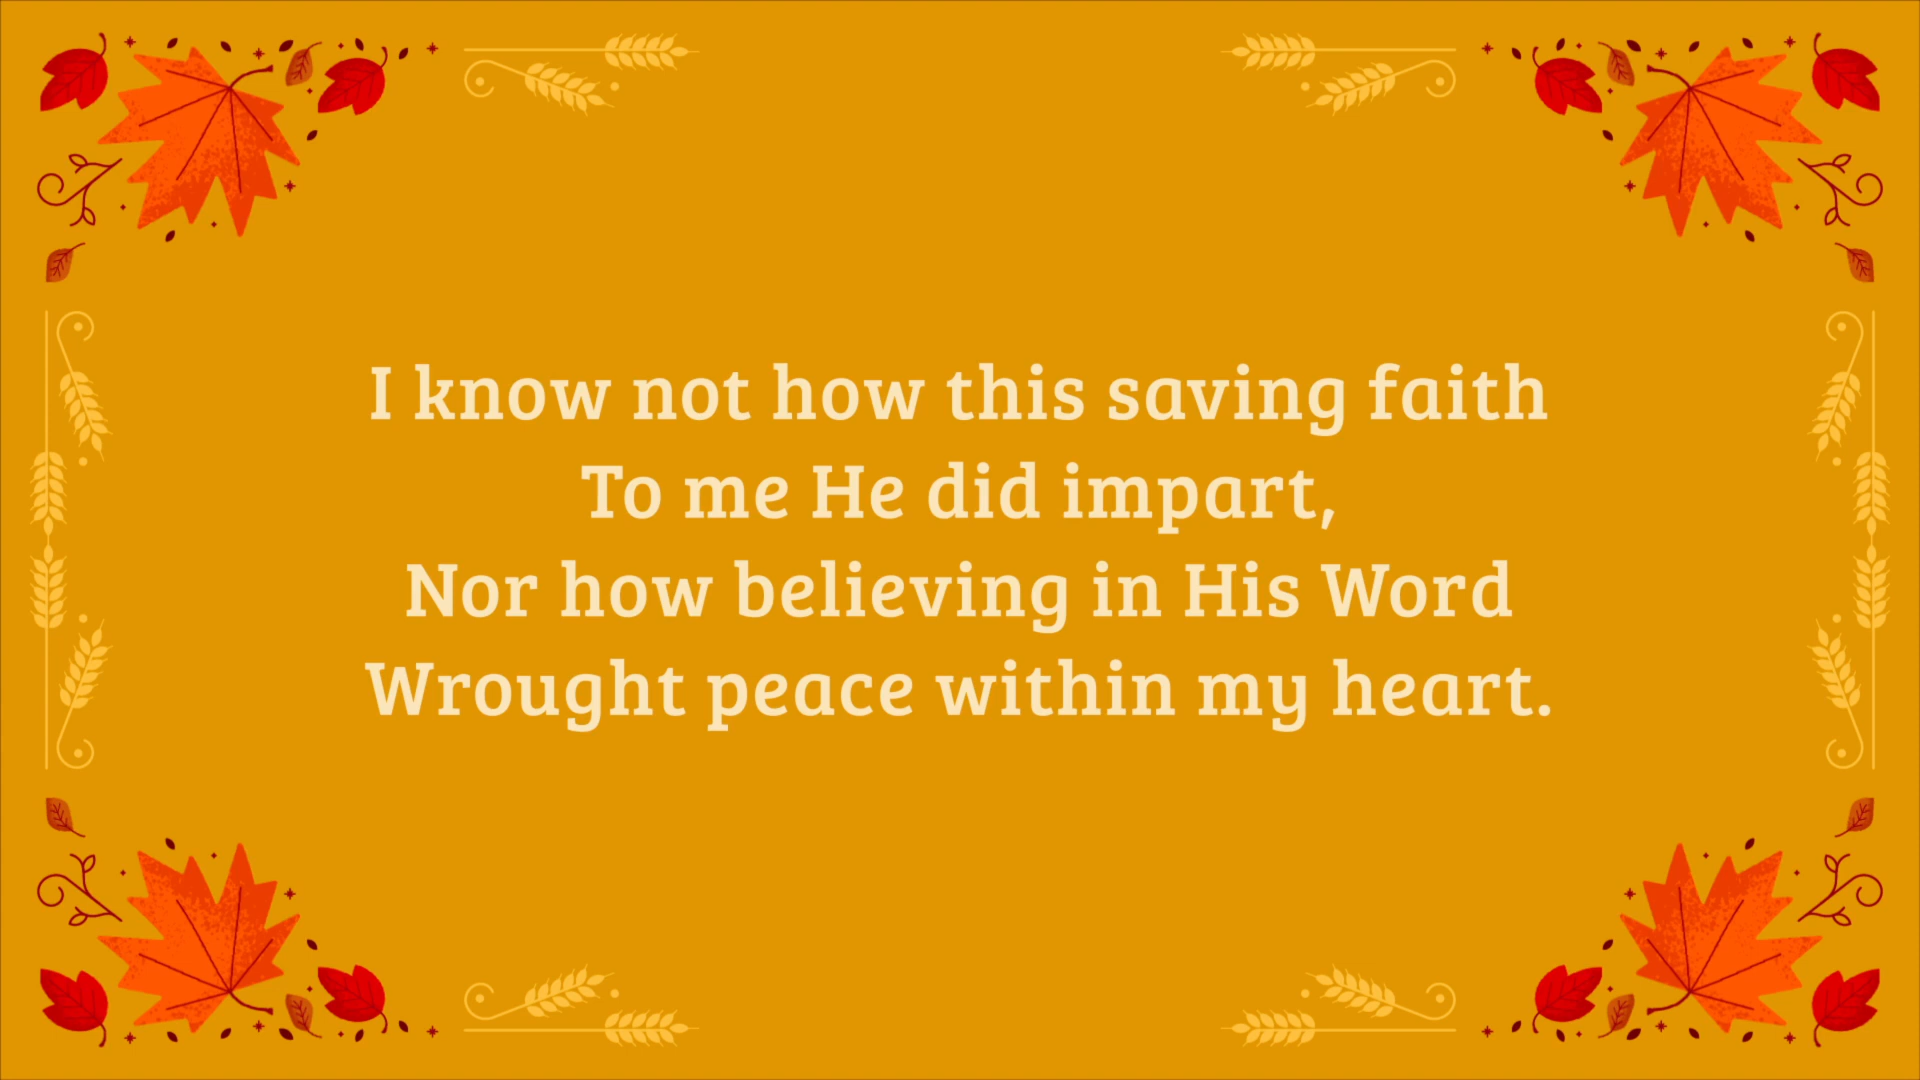 I know not how this saving faith
To me He did impart,
Nor how believing in His Word
Wrought peace within my heart.